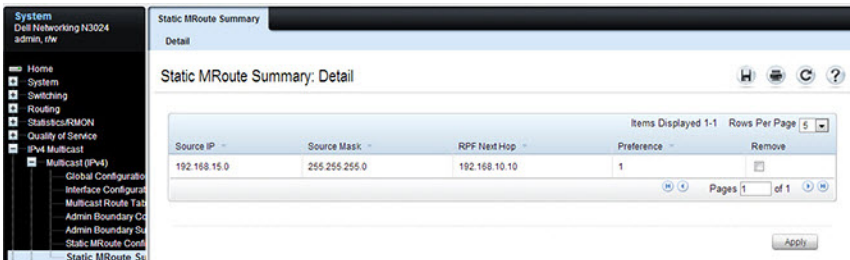 System
Dell Networking N3024
admin, r/w
Home
System
Switching
Routing
Statistics/RMON
Quality of Service
IPv4 Multicast
Multicast (IPv4)
Global Configuratio
Interface Configurat
Multicast Route Tab
Admin Boundary Co
Admin Boundary Su
Static MRoute Confi
Static MRoute Su
Static MRoute Summary
Detail
Static MRoute Summary: Detail
Items Displayed 1-1 Rows Per Page 5
Source IP Source Mask RPF Next Hop Preference Remove
192.168.15.0 255.255.255.0 192.168.10.10 1
Pages 1 of 1
Apply